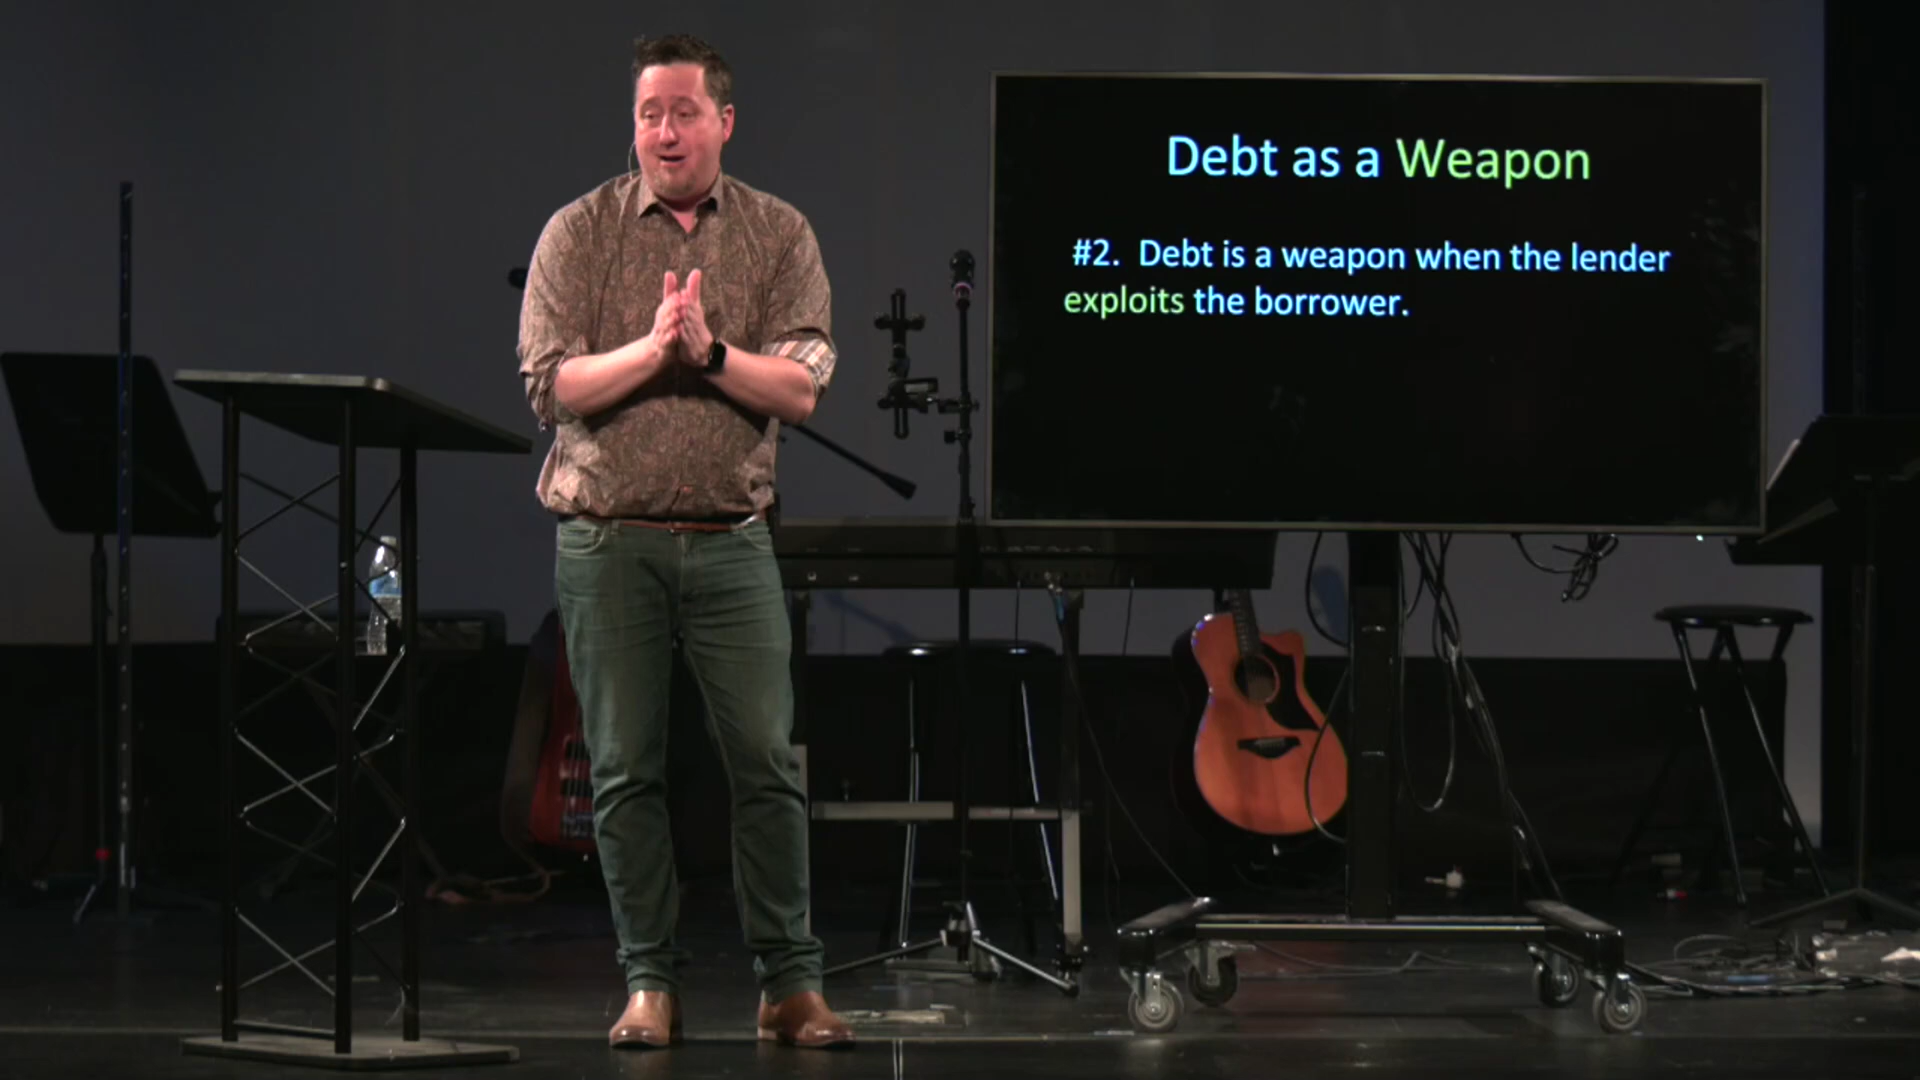 Debt as a Weapon
#2. Debt is a weapon when the lender
exploits the borrower.